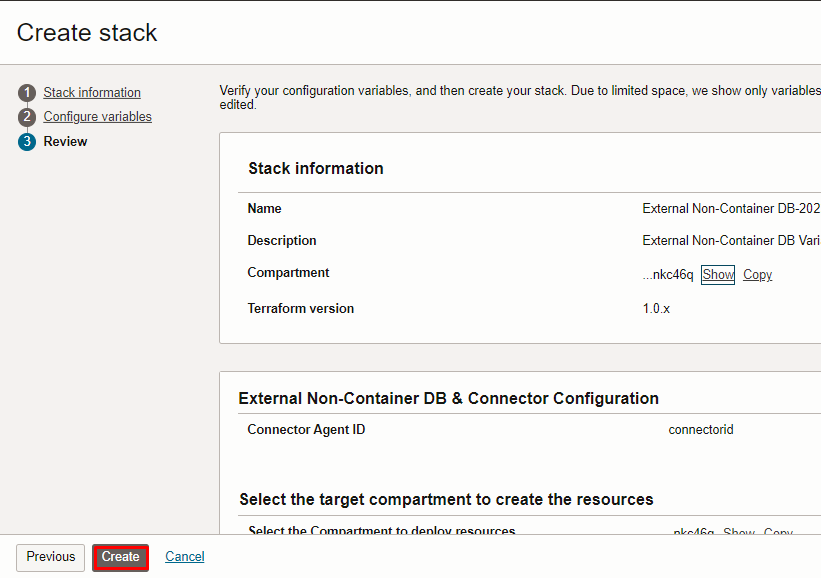 Create stack
1 Stack information
2 Configure variables
3 Review
Verify your configuration variables, and then create your stack. Due to limited space, we show only variables
edited.
Stack information
Name External Non-Container DB-202
Description External Non-Container DB Vari
Compartment ...nkc46q Show Copy
Terraform version 1.0.x
External Non-Container DB & Connector Configuration
Connector Agent ID connectorid
Select the target compartment to create the resources
Select the Compartment to deploy resources nkc46q Show Copy
Previous Create Cancel